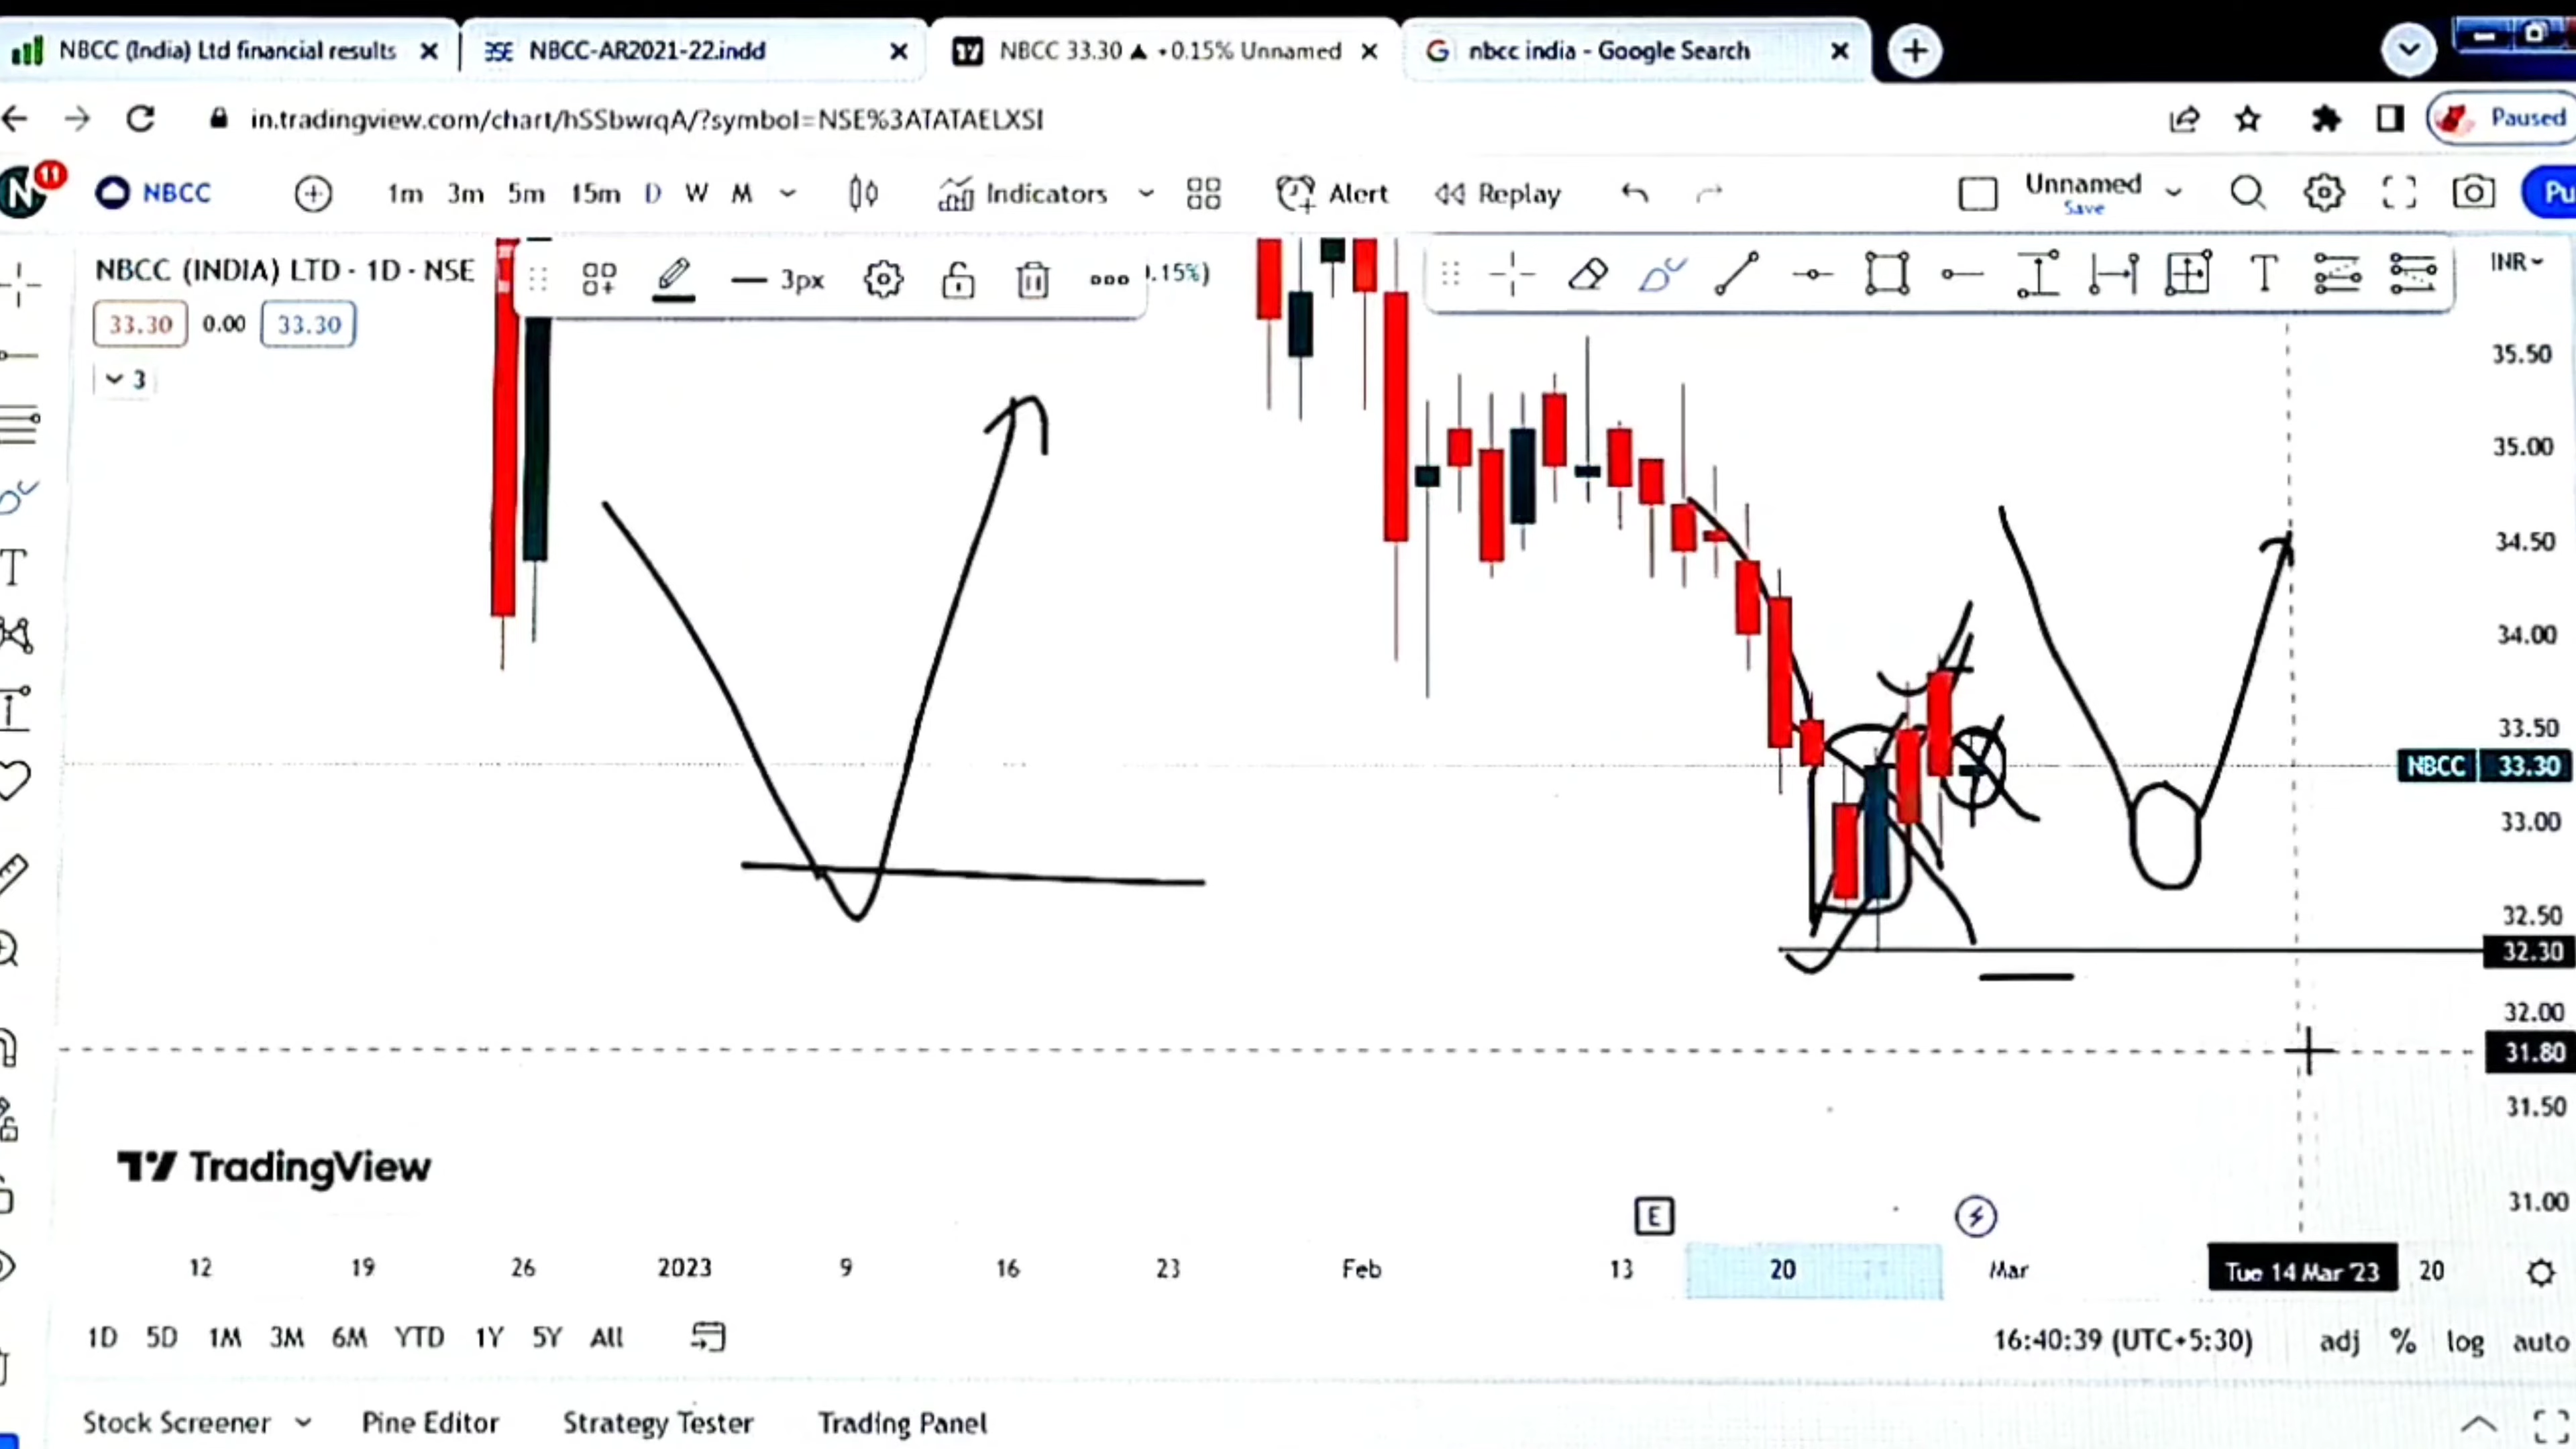 NBCC (India) Ltd financial results
NBCC-AR2021-22.indd
NBCC 33.30 ▲ +0.15% Unnamed
nbcc india - Google Search
in.tradingview.com/chart/hSSbwrqA/?symbol=NSE%3ATATAELXSI
Paused
N 11
NBCC
1m 3m 5m 15m D W M
Indicators
Alert
Replay
Unnamed
Save
Pu
NBCC (INDIA) LTD · 1D · NSE
3px
.15%)
T
INR
33.30 0.00 33.30
3
35.50
35.00
34.50
34.00
33.50
NBCC 33.30
33.00
32.50
32.30
32.00
31.80
31.50
31.00
TradingView
E
12 19 26 2023 9 16 23 Feb 13 20 Mar Tue 14 Mar '23 20
1D 5D 1M 3M 6M YTD 1Y 5Y All
16:40:39 (UTC+5:30) adj % log auto
Stock Screener Pine Editor Strategy Tester Trading Panel